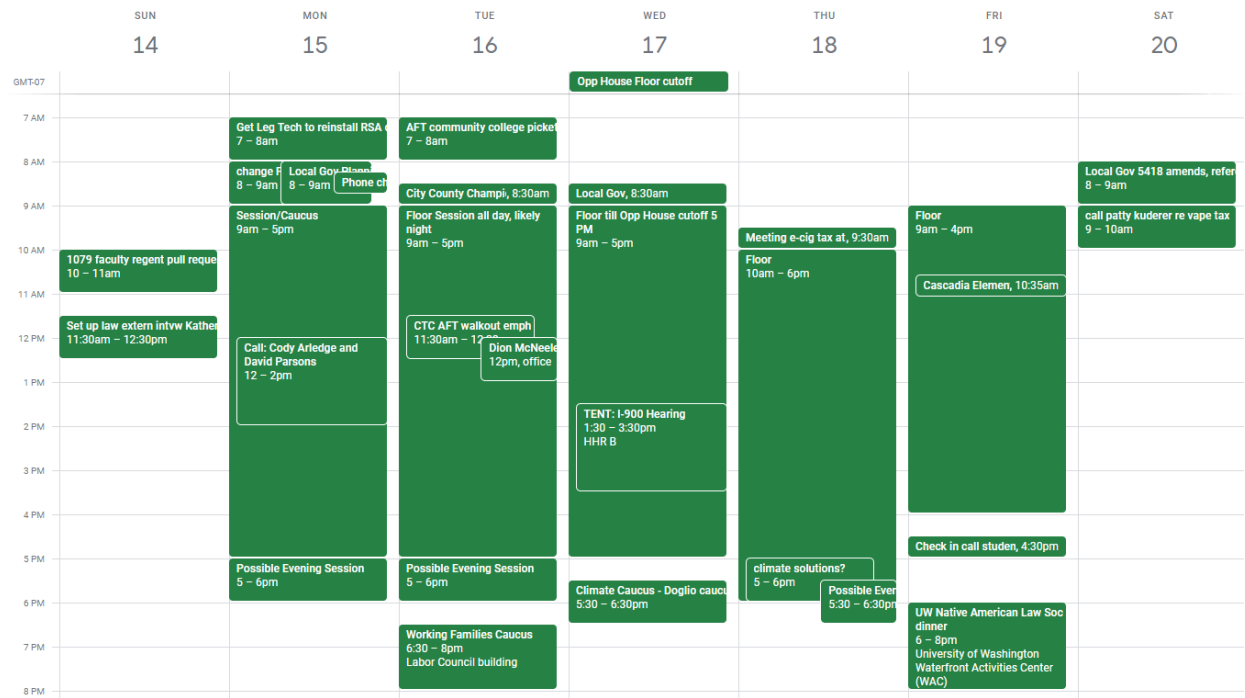 SUN
14
MON
15
TUE
16
WED
17
THU
18
FRI
19
SAT
20
GMT-07
Opp House Floor cutoff
7 AM
8 AM
9 AM
10 AM
11 AM
12 PM
1 PM
2 PM
3 PM
4 PM
5 PM
6 PM
7 PM
8 PM
1079 faculty regent pull reque
10 – 11am
Set up law extern intvw Kather
11:30am – 12:30pm
Get Leg Tech to reinstall RSA
7 – 8am
change
8 – 9am
Local Gov Plann
8 – 9am
Phone ch
Session/Caucus
9am – 5pm
Call: Cody Arledge and
David Parsons
12 – 2pm
Possible Evening Session
5 – 6pm
AFT community college picket
7 – 8am
City County Champi, 8:30am
Floor Session all day, likely
night
9am – 5pm
CTC AFT walkout emph
11:30am – 12:30
Dion McNeele
12pm, office
Possible Evening Session
5 – 6pm
Working Families Caucus
6:30 – 8pm
Labor Council building
Local Gov, 8:30am
Floor till Opp House cutoff 5
PM
9am – 5pm
TENT: I-900 Hearing
1:30 – 3:30pm
HHR B
Climate Caucus - Doglio caucu
5:30 – 6:30pm
Meeting e-cig tax at, 9:30am
Floor
10am – 6pm
climate solutions?
5 – 6pm
Possible Even
5:30 – 6:30pm
Floor
9am – 4pm
Cascadia Elemen, 10:35am
Check in call studen, 4:30pm
UW Native American Law Soc
dinner
6 – 8pm
University of Washington
Waterfront Activities Center
(WAC)
Local Gov 5418 amends, refer
8 – 9am
call patty kuderer re vape tax
9 – 10am